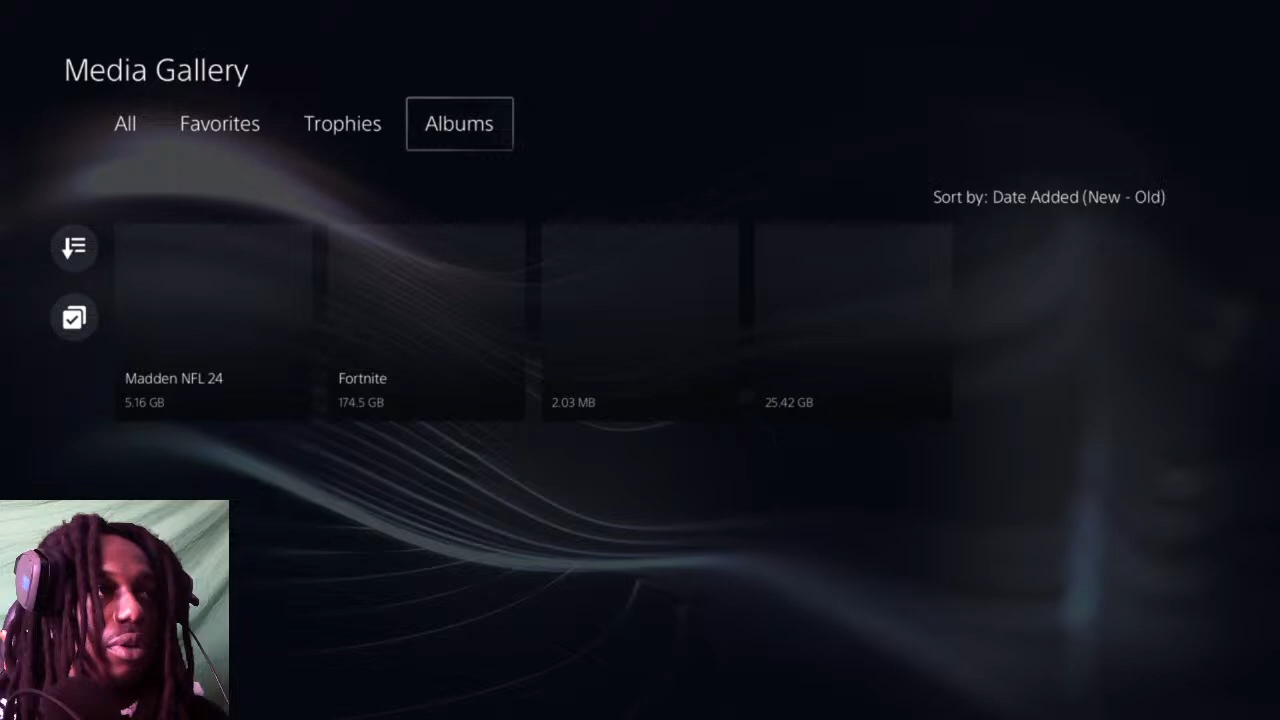 Media Gallery
All
Favorites
Trophies
Albums
Sort by: Date Added (New - Old)
Madden NFL 24
5.16 GB
Fortnite
174.5 GB
2.03 MB
25.42 GB